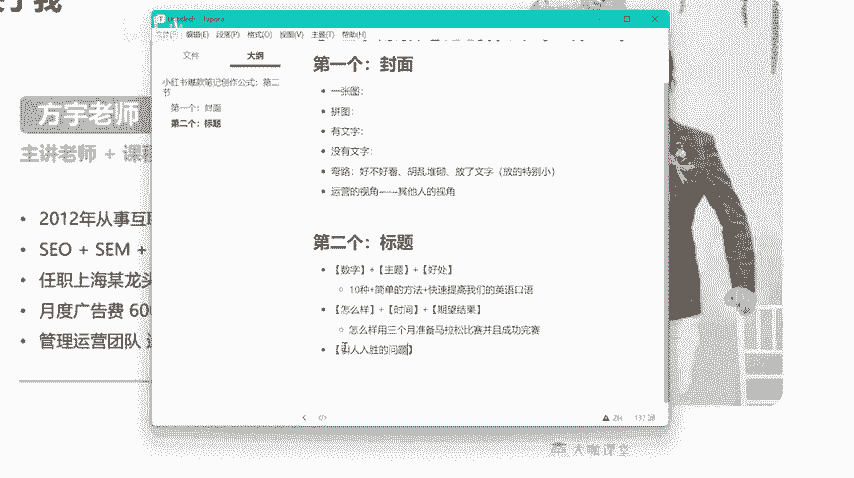 方宇老师
主讲老师 + 课程
2012年从事互联
SEO + SEM +
任职上海某龙头
月度广告费 600
管理运营团队
编辑(E) 段落(P) 格式(O) 视图(V) 主题(T) 帮助(H)
文件 大纲
小红书爆款笔记创作公式：第二节
第一个：封面
第二个：标题
第一个：封面
一张图：
拼图：
有文字：
没有文字：
弯路：好不好看、胡乱堆砌、放了文字（放的特别小）
运营的视角-----其他人的视角
第二个：标题
【数字】+【主题】+【好处】
10种+简单的方法+快速提高我们的英语口语
【怎么样】+【时间】+【期望结果】
怎么样用三个月准备马拉松比赛并且成功完赛
【引人入胜的问题】
大咖课堂